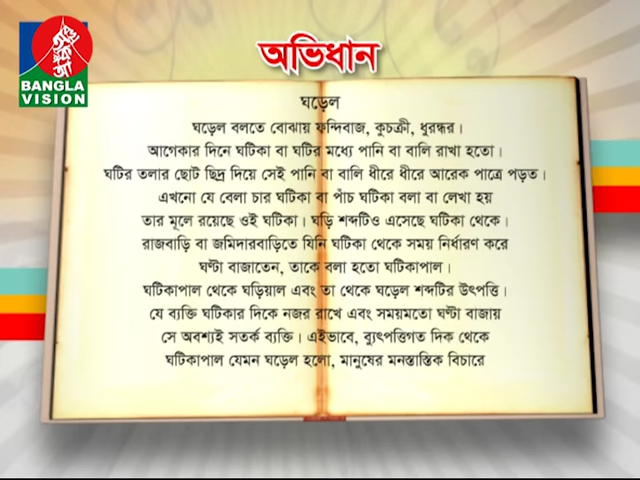 অভিধান
BANGLA
VISION
ঘড়েল
ঘড়েল বলতে বোঝায় ফন্দিবাজ, কুচক্রী, ধুরন্ধর।
আগেকার দিনে ঘটিকা বা ঘটির মধ্যে পানি বা বালি রাখা হতো।
ঘটির তলার ছোট ছিদ্র দিয়ে সেই পানি বা বালি ধীরে ধীরে আরেক পাত্রে পড়ত।
এখনো যে বেলা চার ঘটিকা বা পাঁচ ঘটিকা বলা বা লেখা হয়
তার মূলে রয়েছে ওই ঘটিকা। ঘড়ি শব্দটিও এসেছে ঘটিকা থেকে।
রাজবাড়ি বা জমিদারবাড়িতে যিনি ঘটিকা থেকে সময় নির্ধারণ করে
ঘণ্টা বাজাতেন, তাকে বলা হতো ঘটিকাপাল।
ঘটিকাপাল থেকে ঘড়িয়াল এবং তা থেকে ঘড়েল শব্দটির উৎপত্তি।
যে ব্যক্তি ঘটিকার দিকে নজর রাখে এবং সময়মতো ঘণ্টা বাজায়
সে অবশ্যই সতর্ক ব্যক্তি। এইভাবে, ব্যুৎপত্তিগত দিক থেকে
ঘটিকাপাল যেমন ঘড়েল হলো, মানুষের মনস্তাস্তিক বিচারে